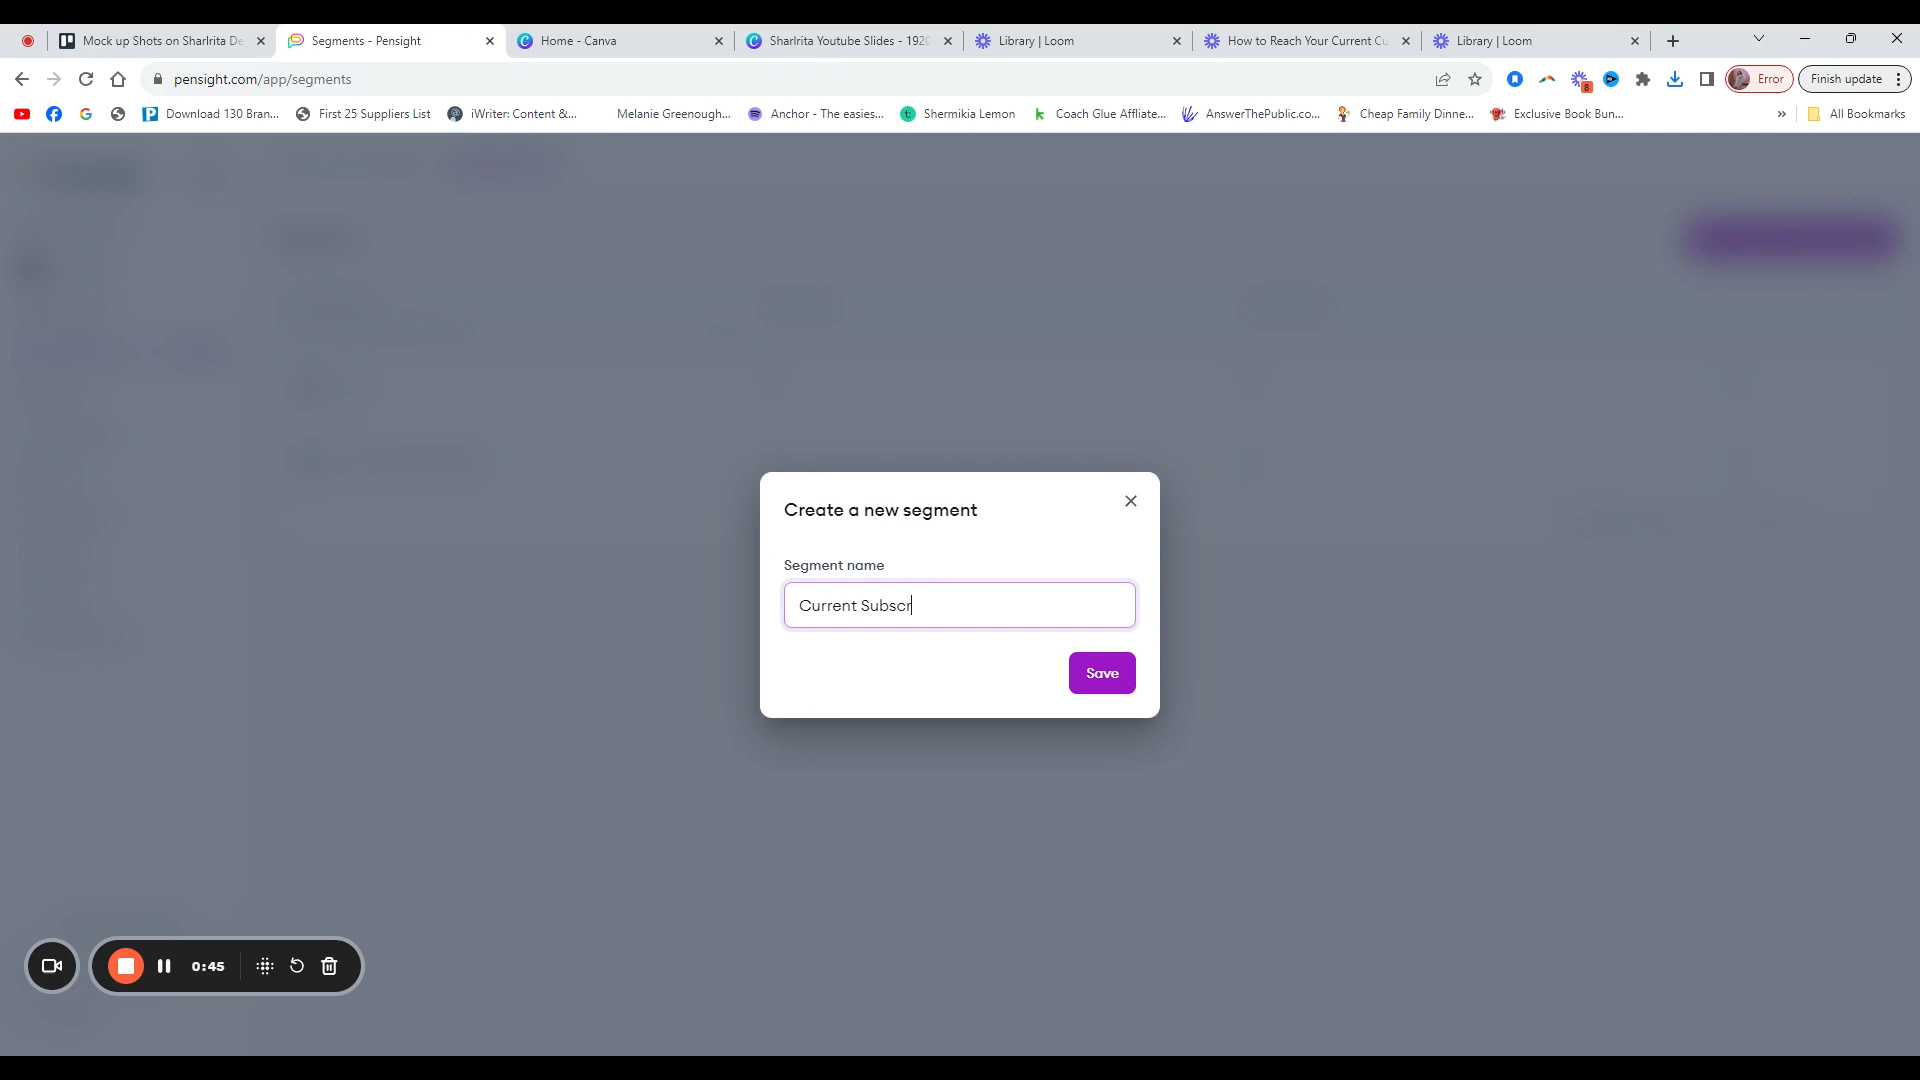 Mock up Shots on SharIrita De
Segments - Pensight
Home - Canva
SharIrita Youtube Slides - 1920
Library | Loom
How to Reach Your Current Cu
Library | Loom
pensight.com/app/segments
8
Error
Finish update
Download 130 Bran...
First 25 Suppliers List
iWriter: Content &...
Melanie Greenough...
Anchor - The easies...
Shermikia Lemon
Coach Glue Affliate...
AnswerThePublic.co...
Cheap Family Dinne...
Exclusive Book Bun...
»
All Bookmarks
Create a new segment
Segment name
Current Subscr
Save
0:45